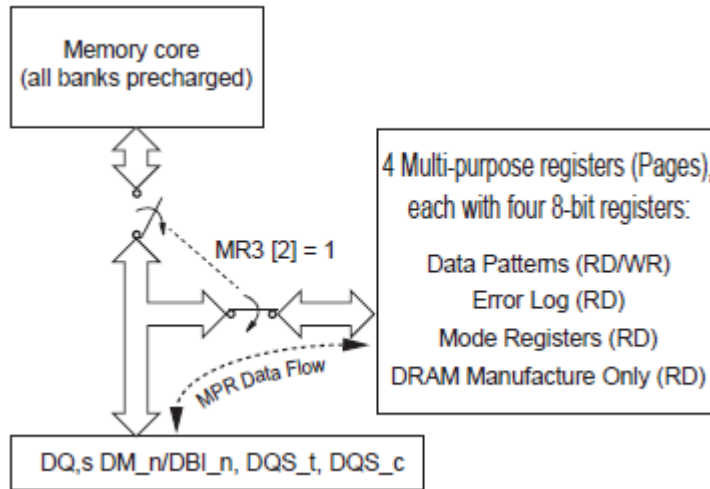 Memory core
(all banks precharged)
4 Multi-purpose registers (Pages),
each with four 8-bit registers:
Data Patterns (RD/WR)
Error Log (RD)
Mode Registers (RD)
DRAM Manufacture Only (RD)
MR3 [2] = 1
MPR Data Flow
DQ,s DM_n/DBI_n, DQS_t, DQS_c